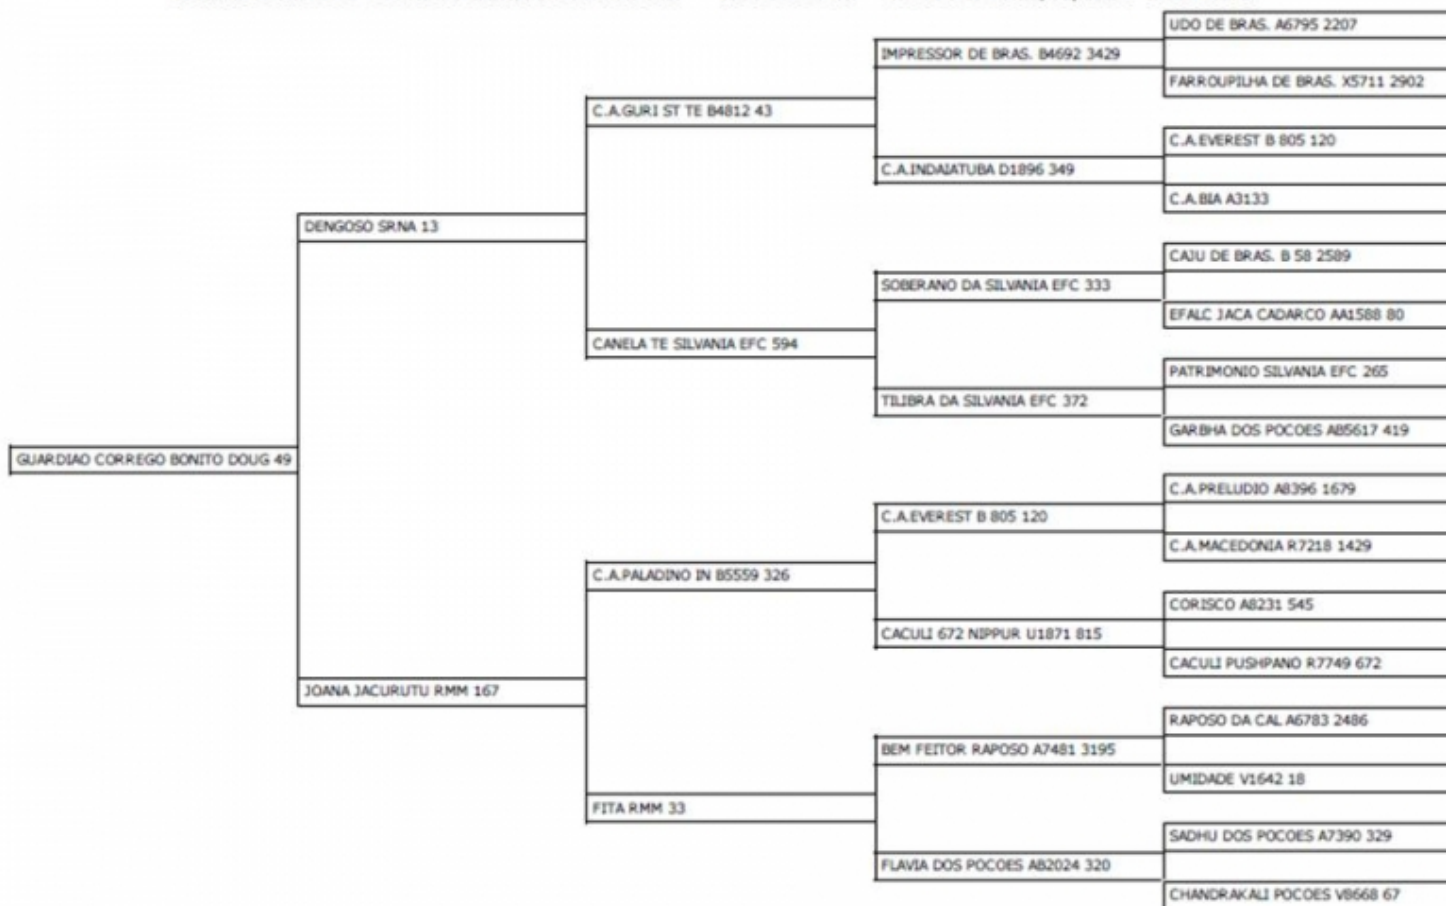 UDO DE BRAS. A6795 2207
IMPRESSOR DE BRAS. B4692 3429
FARROUPILHA DE BRAS. X5711 2902
C.A.GURI ST TE B4812 43
C.A.EVEREST B 805 120
C.A.INDAIATUBA D1896 349
C.A.BIA A3133
DENGOSO SRNA 13
CAJU DE BRAS. B 58 2589
SOBERANO DA SILVANIA EFC 333
EFALC JACA CADARCO AA1588 80
CANELA TE SILVANIA EFC 594
PATRIMONIO SILVANIA EFC 265
TILIBRA DA SILVANIA EFC 372
GARBHA DOS POCOES AB5617 419
GUARDIAO CORREGO BONITO DOUG 49
C.A.PRELUDIO A8396 1679
C.A.EVEREST B 805 120
C.A.MACEDONIA R7218 1429
C.A.PALADINO IN B5559 326
CORISCO A8231 545
CACULI 672 NIPPUR U1871 815
CACULI PUSHPANO R7749 672
JOANA JACURUTU RMM 167
RAPOSO DA CAL A6783 2486
BEM FEITOR RAPOSO A7481 3195
UMIDADE V1642 18
FITA RMM 33
SADHU DOS POCOES A7390 329
FLAVIA DOS POCOES AB2024 320
CHANDRAKALI POCOES V8668 67